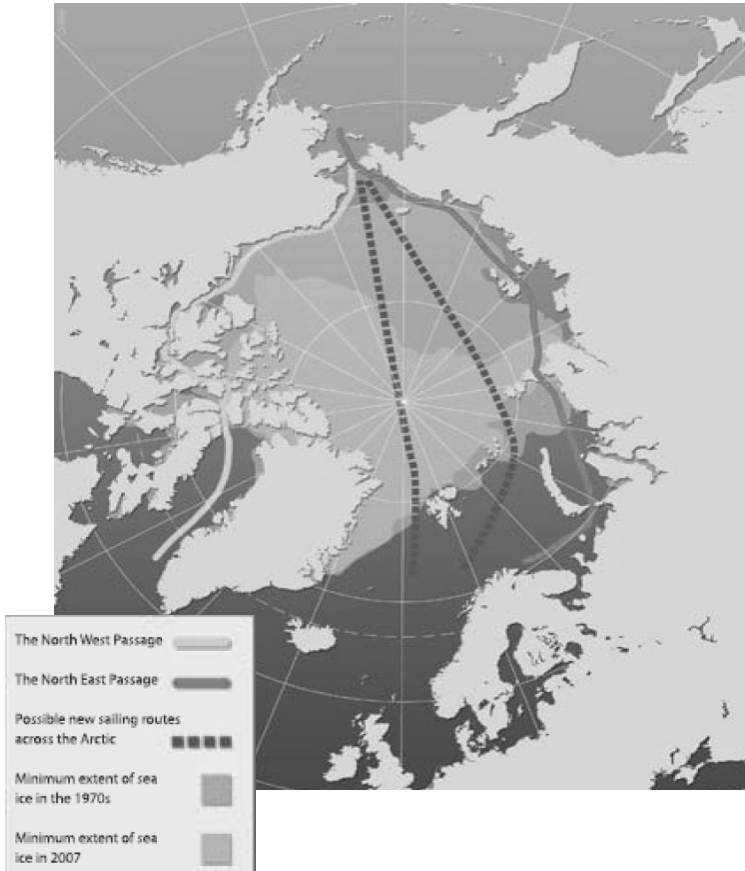 The North West Passage
The North East Passage
Possible new sailing routes
across the Arctic
Minimum extent of sea
ice in the 1970s
Minimum extent of sea
ice in 2007